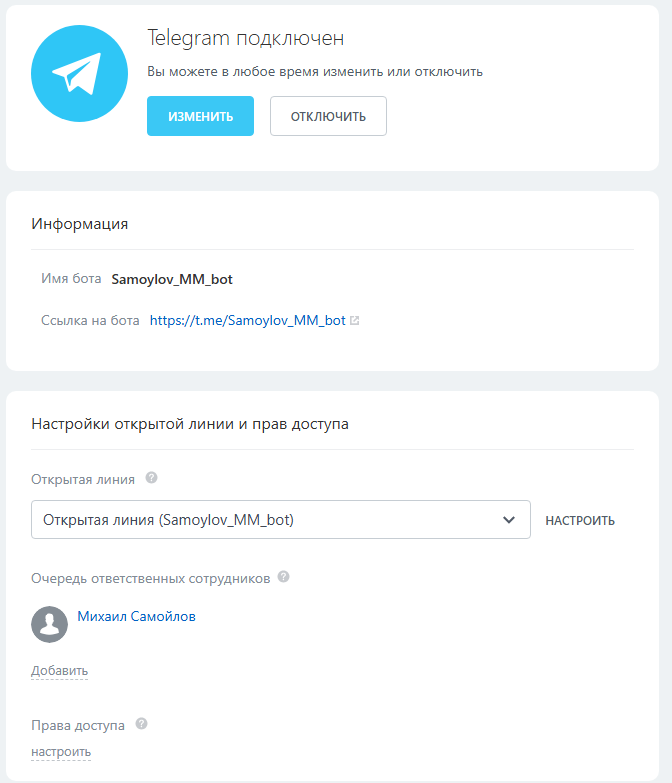 Telegram подключен
Вы можете в любое время изменить или отключить
ИЗМЕНИТЬ ОТКЛЮЧИТЬ
Информация
Имя бота Samoylov_MM_bot
Ссылка на бота https://t.me/Samoylov_MM_bot
Настройки открытой линии и прав доступа
Открытая линия ?
Открытая линия (Samoylov_MM_bot) НАСТРОИТЬ
Очередь ответственных сотрудников ?
Михаил Самойлов
Добавить
Права доступа ?
настроить